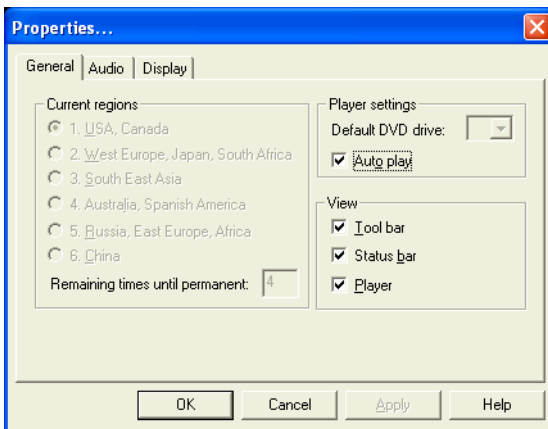 Properties...
General Audio Display
Current regions
1. USA, Canada
2. West Europe, Japan, South Africa
3. South East Asia
4. Australia, Spanish America
5. Russia, East Europe, Africa
6. China
Remaining times until permanent: 4
Player settings
Default DVD drive:
Auto play
View
Tool bar
Status bar
Player
OK Cancel Apply Help